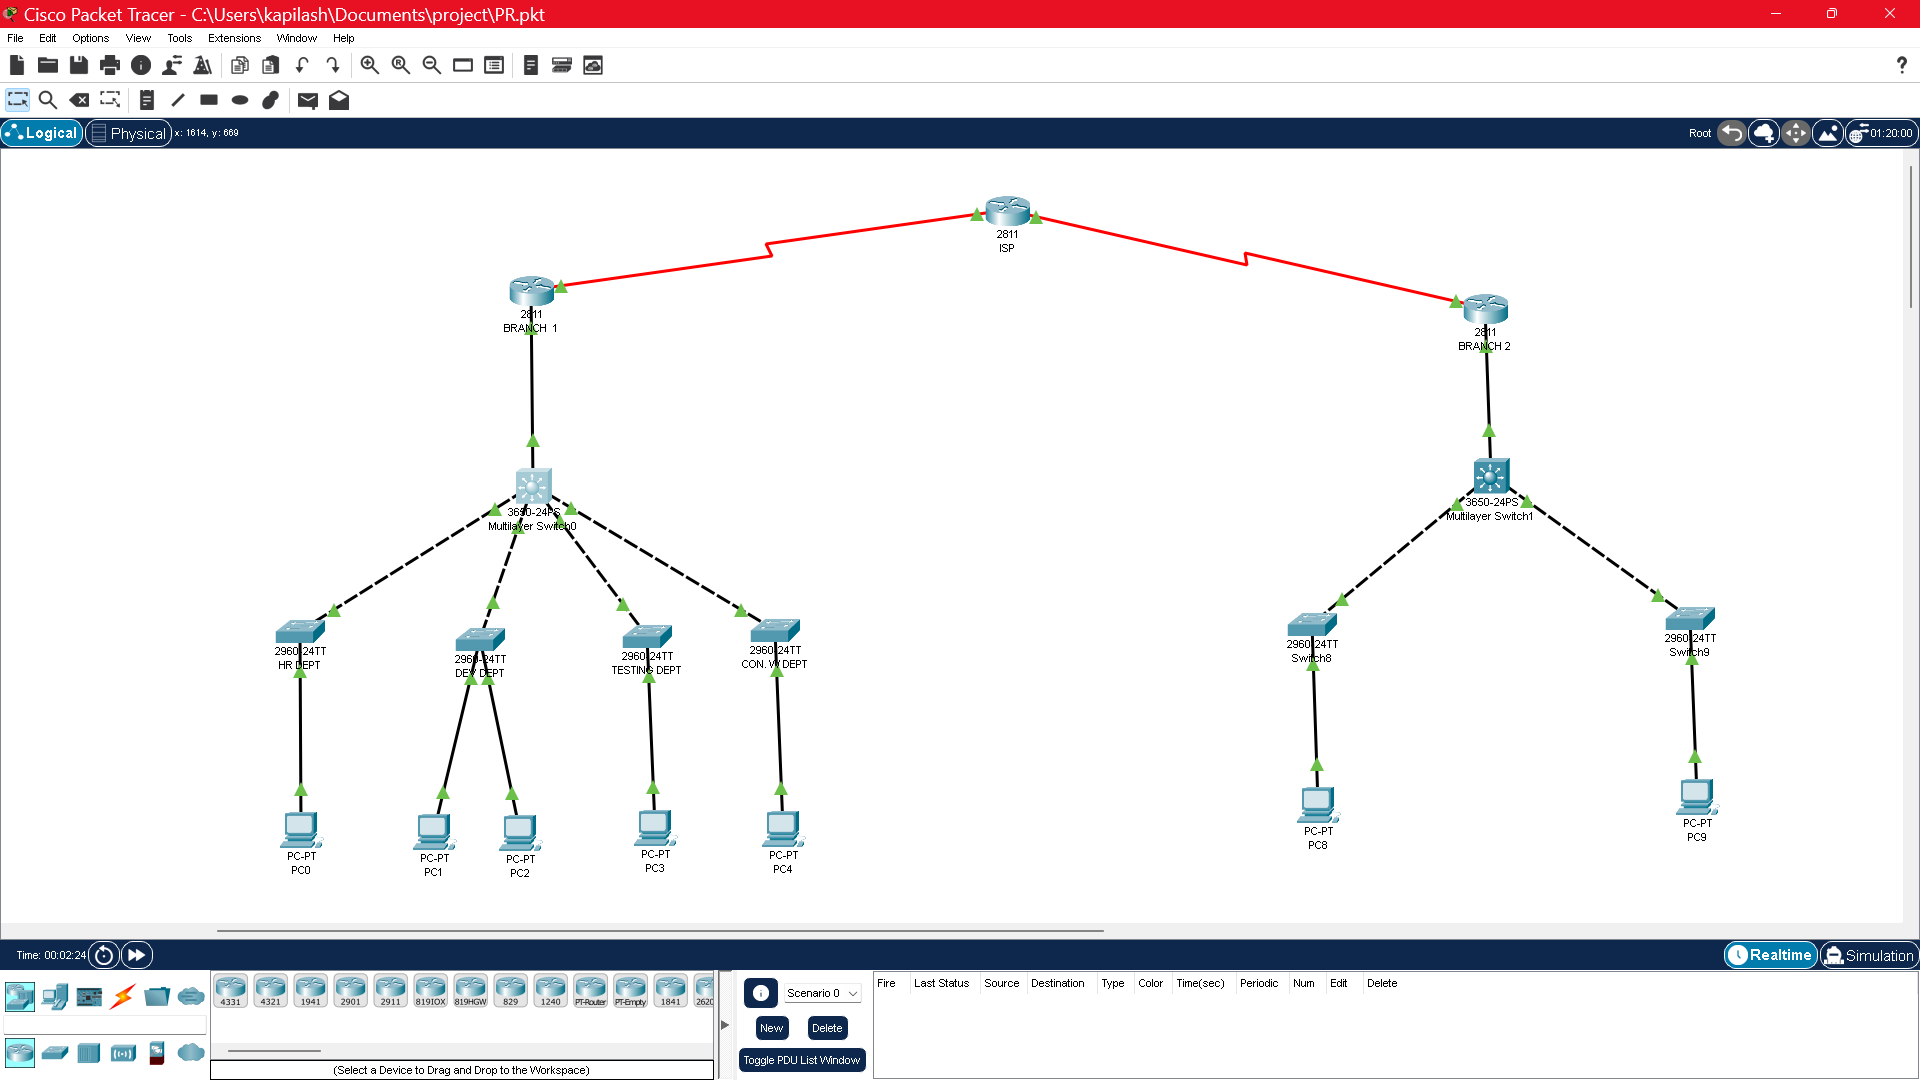 Cisco Packet Tracer - C:\Users\kapilash\Documents\project\PR.pkt
File Edit Options View Tools Extensions Window Help
Logical Physical x: 1614, y: 669 Root 01:20:00
2811
ISP
2811
BRANCH 1
2811
BRANCH 2
3650-24PS
Multilayer Switch0
3650-24PS
Multilayer Switch1
2960-24TT
HR DEPT
2960-24TT
DEV DEPT
2960-24TT
TESTING DEPT
2960-24TT
CON. W DEPT
2960-24TT
Switch8
2960-24TT
Switch9
PC-PT
PC0
PC-PT
PC1
PC-PT
PC2
PC-PT
PC3
PC-PT
PC4
PC-PT
PC8
PC-PT
PC9
Time: 00:02:24 Realtime Simulation
4331 4321 1941 2901 2911 819IOX 819HGW 829 1240 PT-Router PT-Empty 1841 2620
(Select a Device to Drag and Drop to the Workspace)
Scenario 0
New Delete
Toggle PDU List Window
Fire Last Status Source Destination Type Color Time(sec) Periodic Num Edit Delete